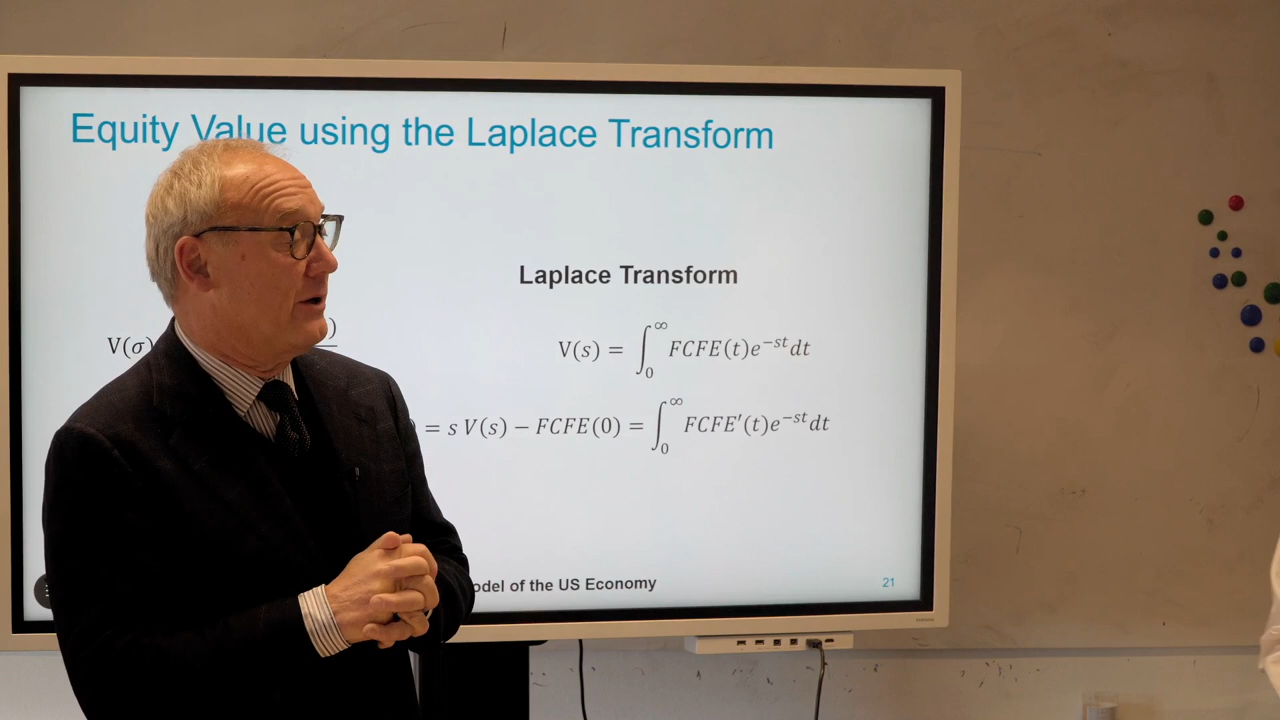 Equity Value using the Laplace Transform
Laplace Transform
V(σ)
)
V(s) = ∫₀^∞ FCFE(t)e^{−st}dt
) = s V(s) − FCFE(0) = ∫₀^∞ FCFE′(t)e^{−st}dt
of the US Economy
21